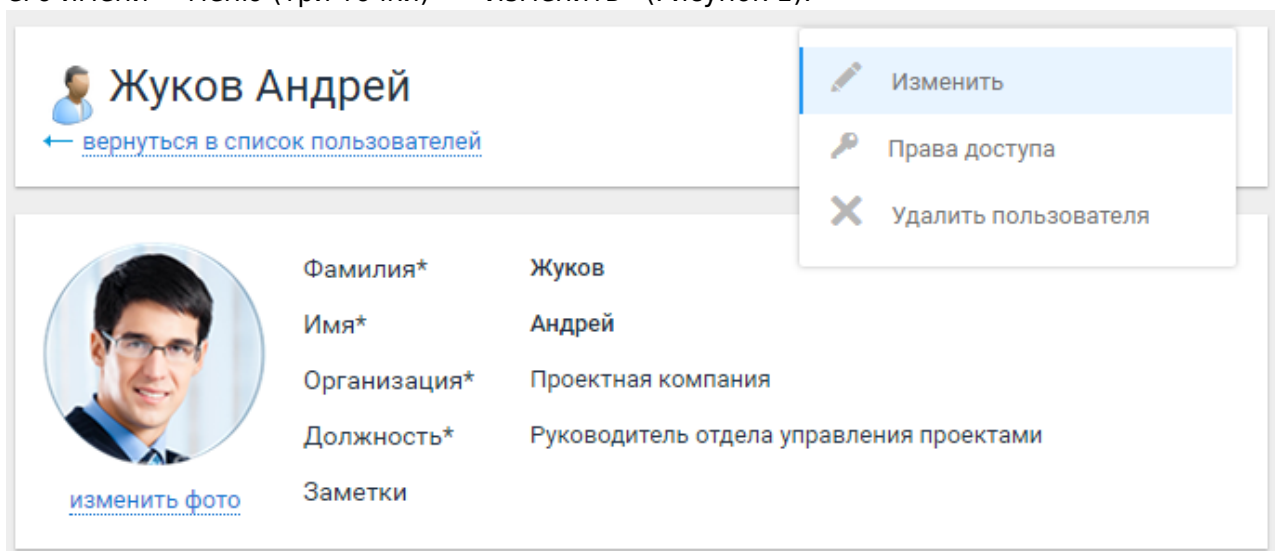 Жуков Андрей
← вернуться в список пользователей
Изменить
Права доступа
Удалить пользователя
Фамилия* Жуков
Имя* Андрей
Организация* Проектная компания
Должность* Руководитель отдела управления проектами
Заметки
изменить фото